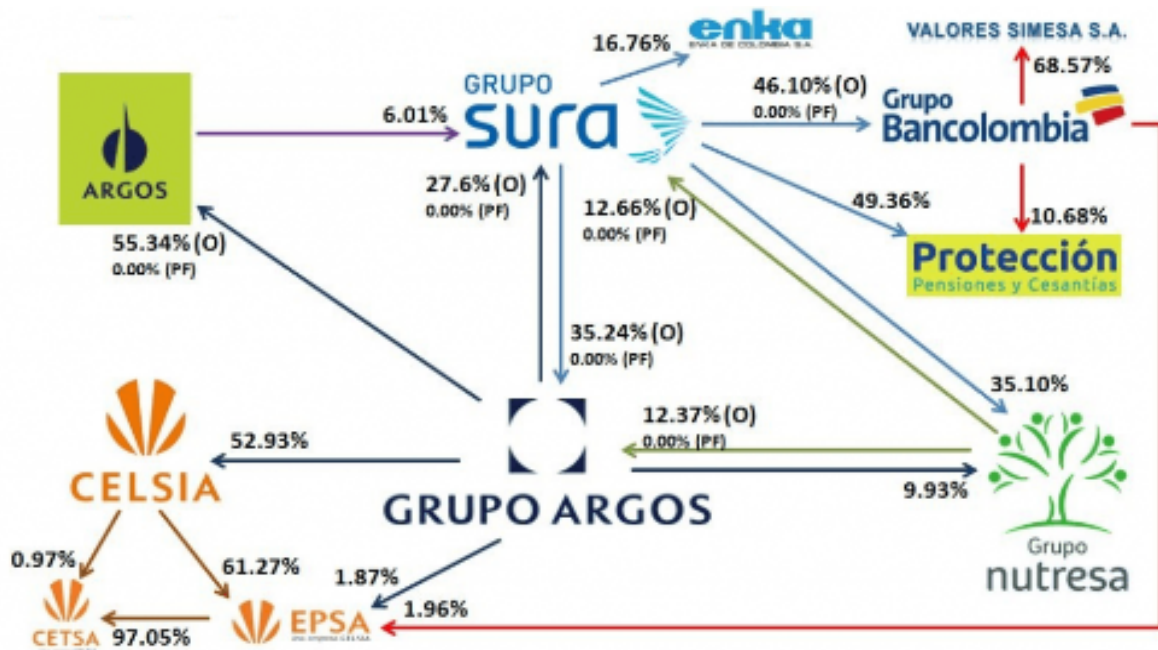 enka
ENKA DE COLOMBIA S.A.
VALORES SIMESA S.A.
16.76%
68.57%
GRUPO
sura
46.10% (O)
0.00% (PF)
Grupo
Bancolombia
6.01%
ARGOS
27.6% (O)
0.00% (PF)
12.66% (O)
0.00% (PF)
49.36%
10.68%
55.34% (O)
0.00% (PF)
Protección
Pensiones y Cesantías
35.24% (O)
0.00% (PF)
35.10%
12.37% (O)
0.00% (PF)
52.93%
CELSIA
GRUPO ARGOS
9.93%
Grupo
nutresa
0.97%
61.27%
1.87%
1.96%
CETSA
97.05%
EPSA